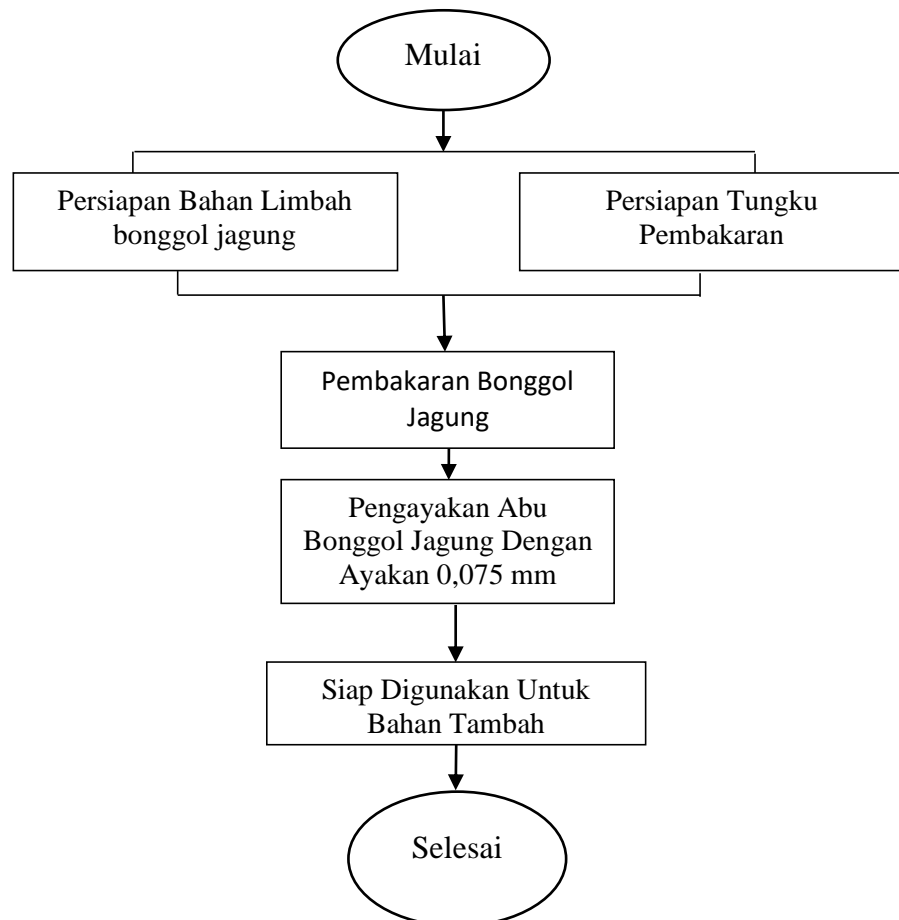 Mulai
Persiapan Bahan Limbah
bonggol jagung
Persiapan Tungku
Pembakaran
Pembakaran Bonggol
Jagung
Pengayakan Abu
Bonggol Jagung Dengan
Ayakan 0,075 mm
Siap Digunakan Untuk
Bahan Tambah
Selesai